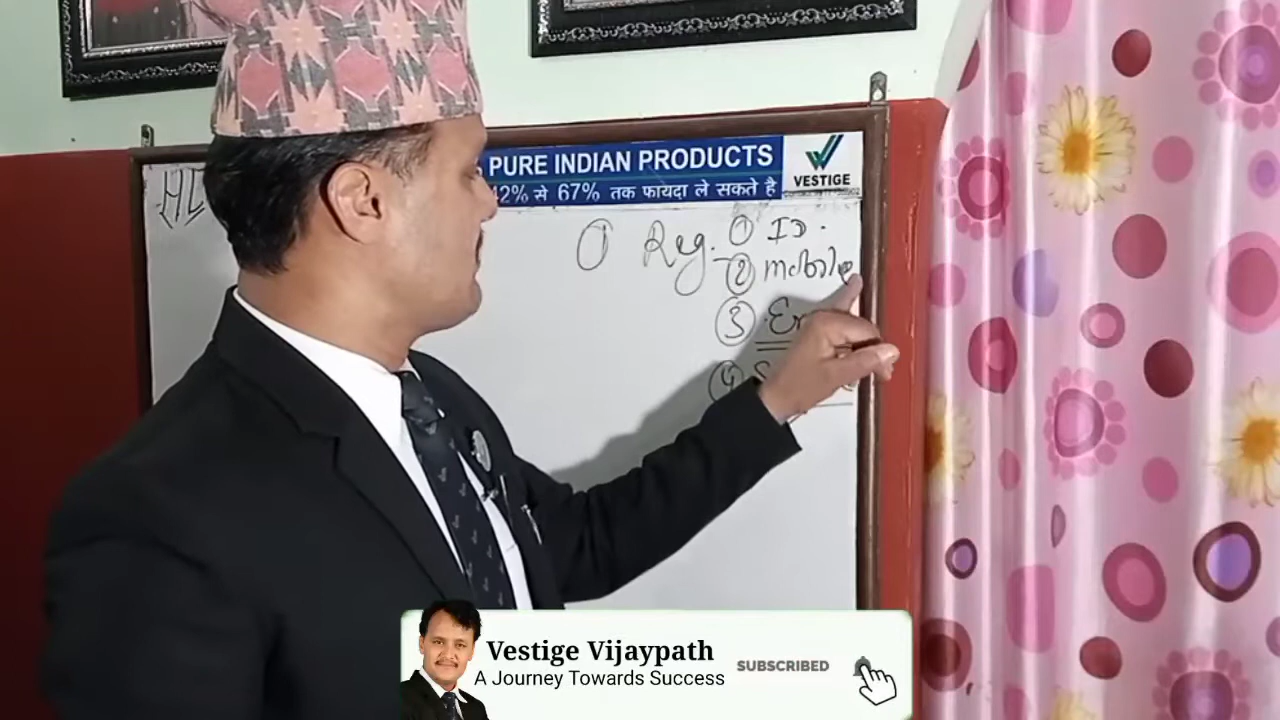 PURE INDIAN PRODUCTS
42% से 67% तक फायदा ले सकते है
VESTIGE
① Reg. ① ID.
② mobile
③
④
Vestige Vijaypath
A Journey Towards Success
SUBSCRIBED